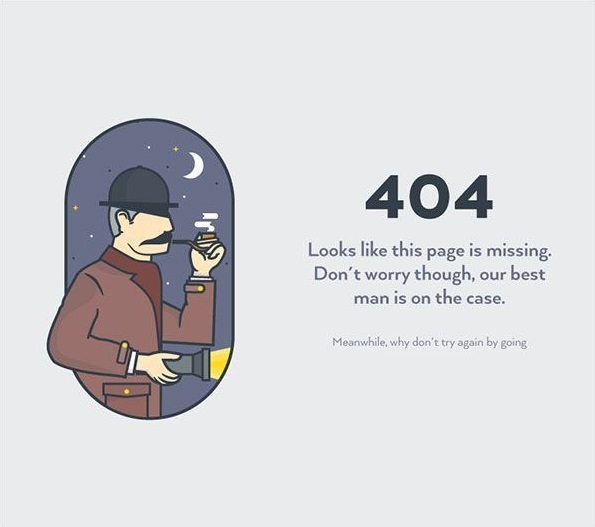 404
Looks like this page is missing.
Don't worry though, our best
man is on the case.
Meanwhile, why don't try again by going